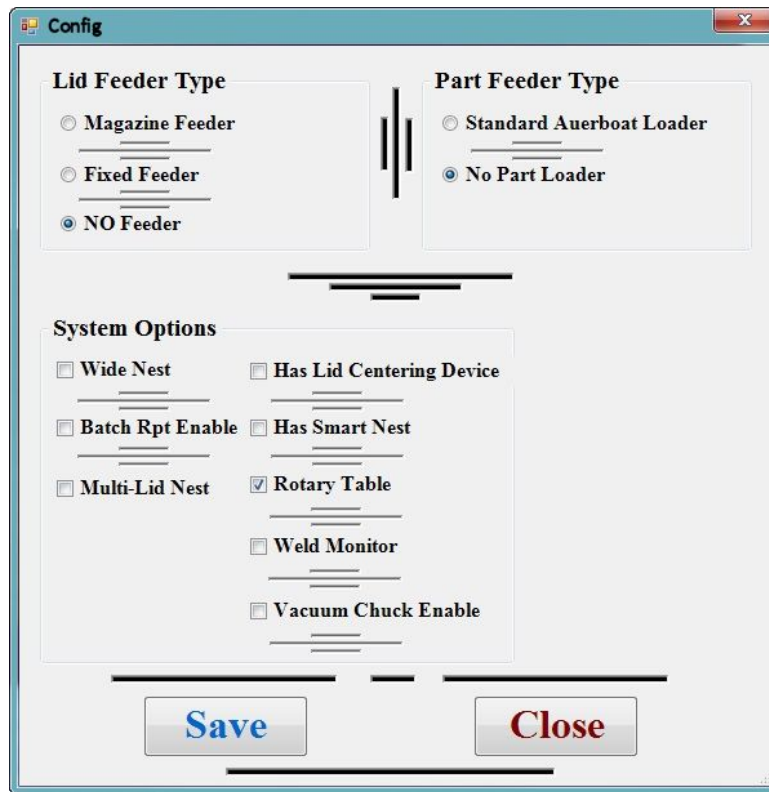 Config
Lid Feeder Type
Magazine Feeder
Fixed Feeder
NO Feeder
Part Feeder Type
Standard Auerboat Loader
No Part Loader
System Options
Wide Nest
Batch Rpt Enable
Multi-Lid Nest
Has Lid Centering Device
Has Smart Nest
Rotary Table
Weld Monitor
Vacuum Chuck Enable
Save
Close